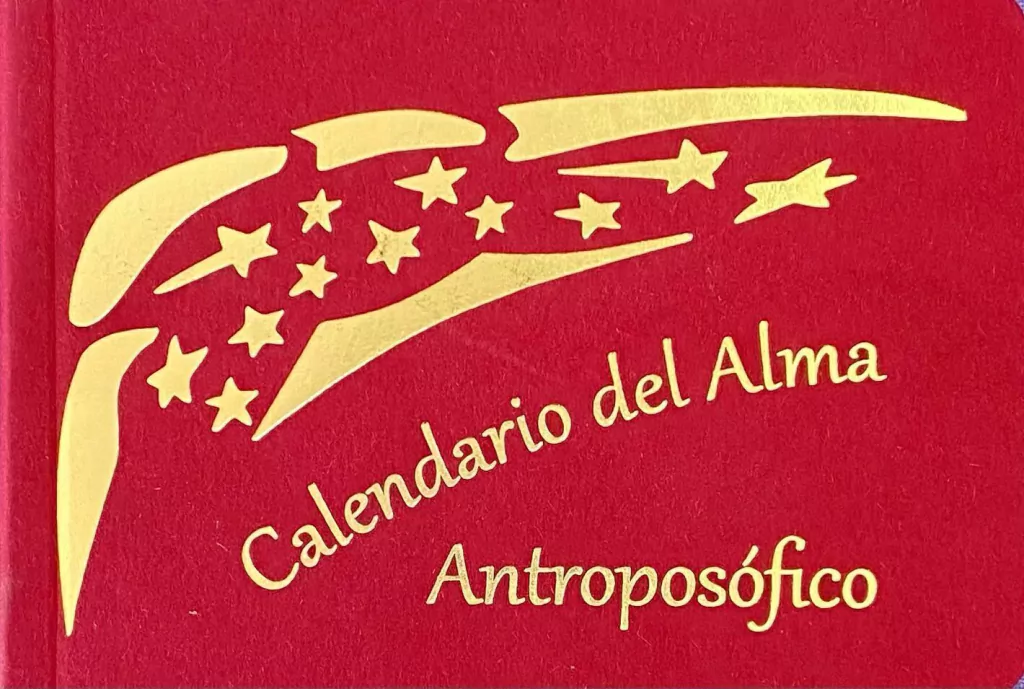 Calendario del Alma
Antroposófico